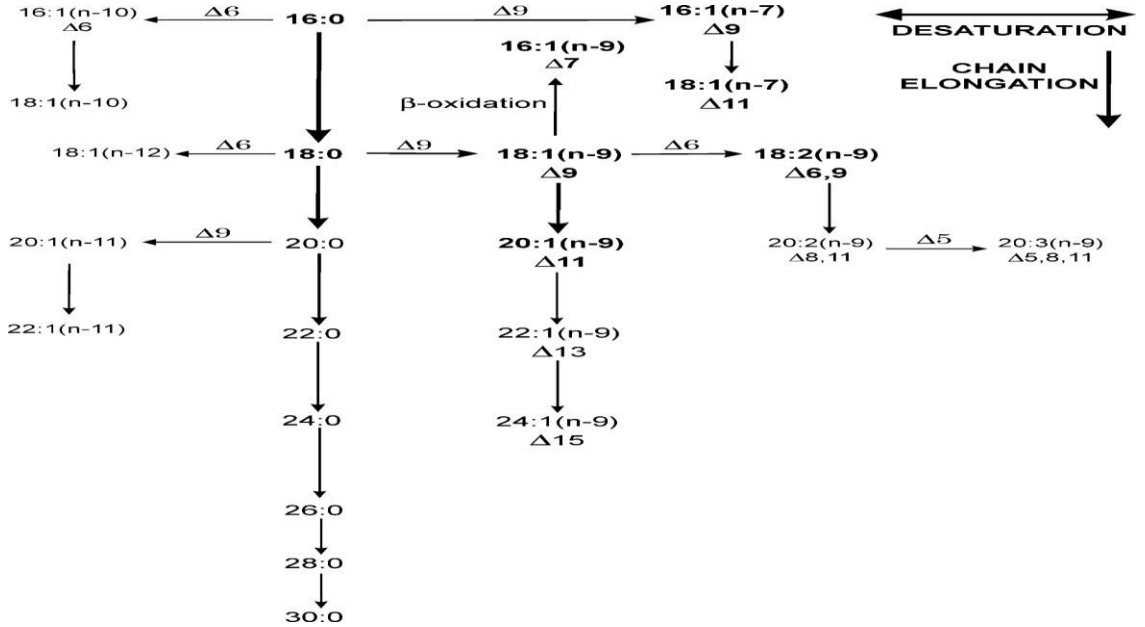 16:1(n-10) Δ6 16:0 Δ9 16:1(n-7)
Δ6 Δ9 DESATURATION
16:1(n-9)
Δ7
CHAIN
ELONGATION
18:1(n-10) β-oxidation 18:1(n-7)
Δ11
18:1(n-12) Δ6 18:0 Δ9 18:1(n-9) Δ6 18:2(n-9)
Δ9 Δ6,9
20:1(n-11) Δ9 20:0 20:1(n-9) 20:2(n-9) Δ5 20:3(n-9)
Δ11 Δ8,11 Δ5,8,11
22:1(n-11) 22:0 22:1(n-9)
Δ13
24:0 24:1(n-9)
Δ15
26:0
28:0
30:0